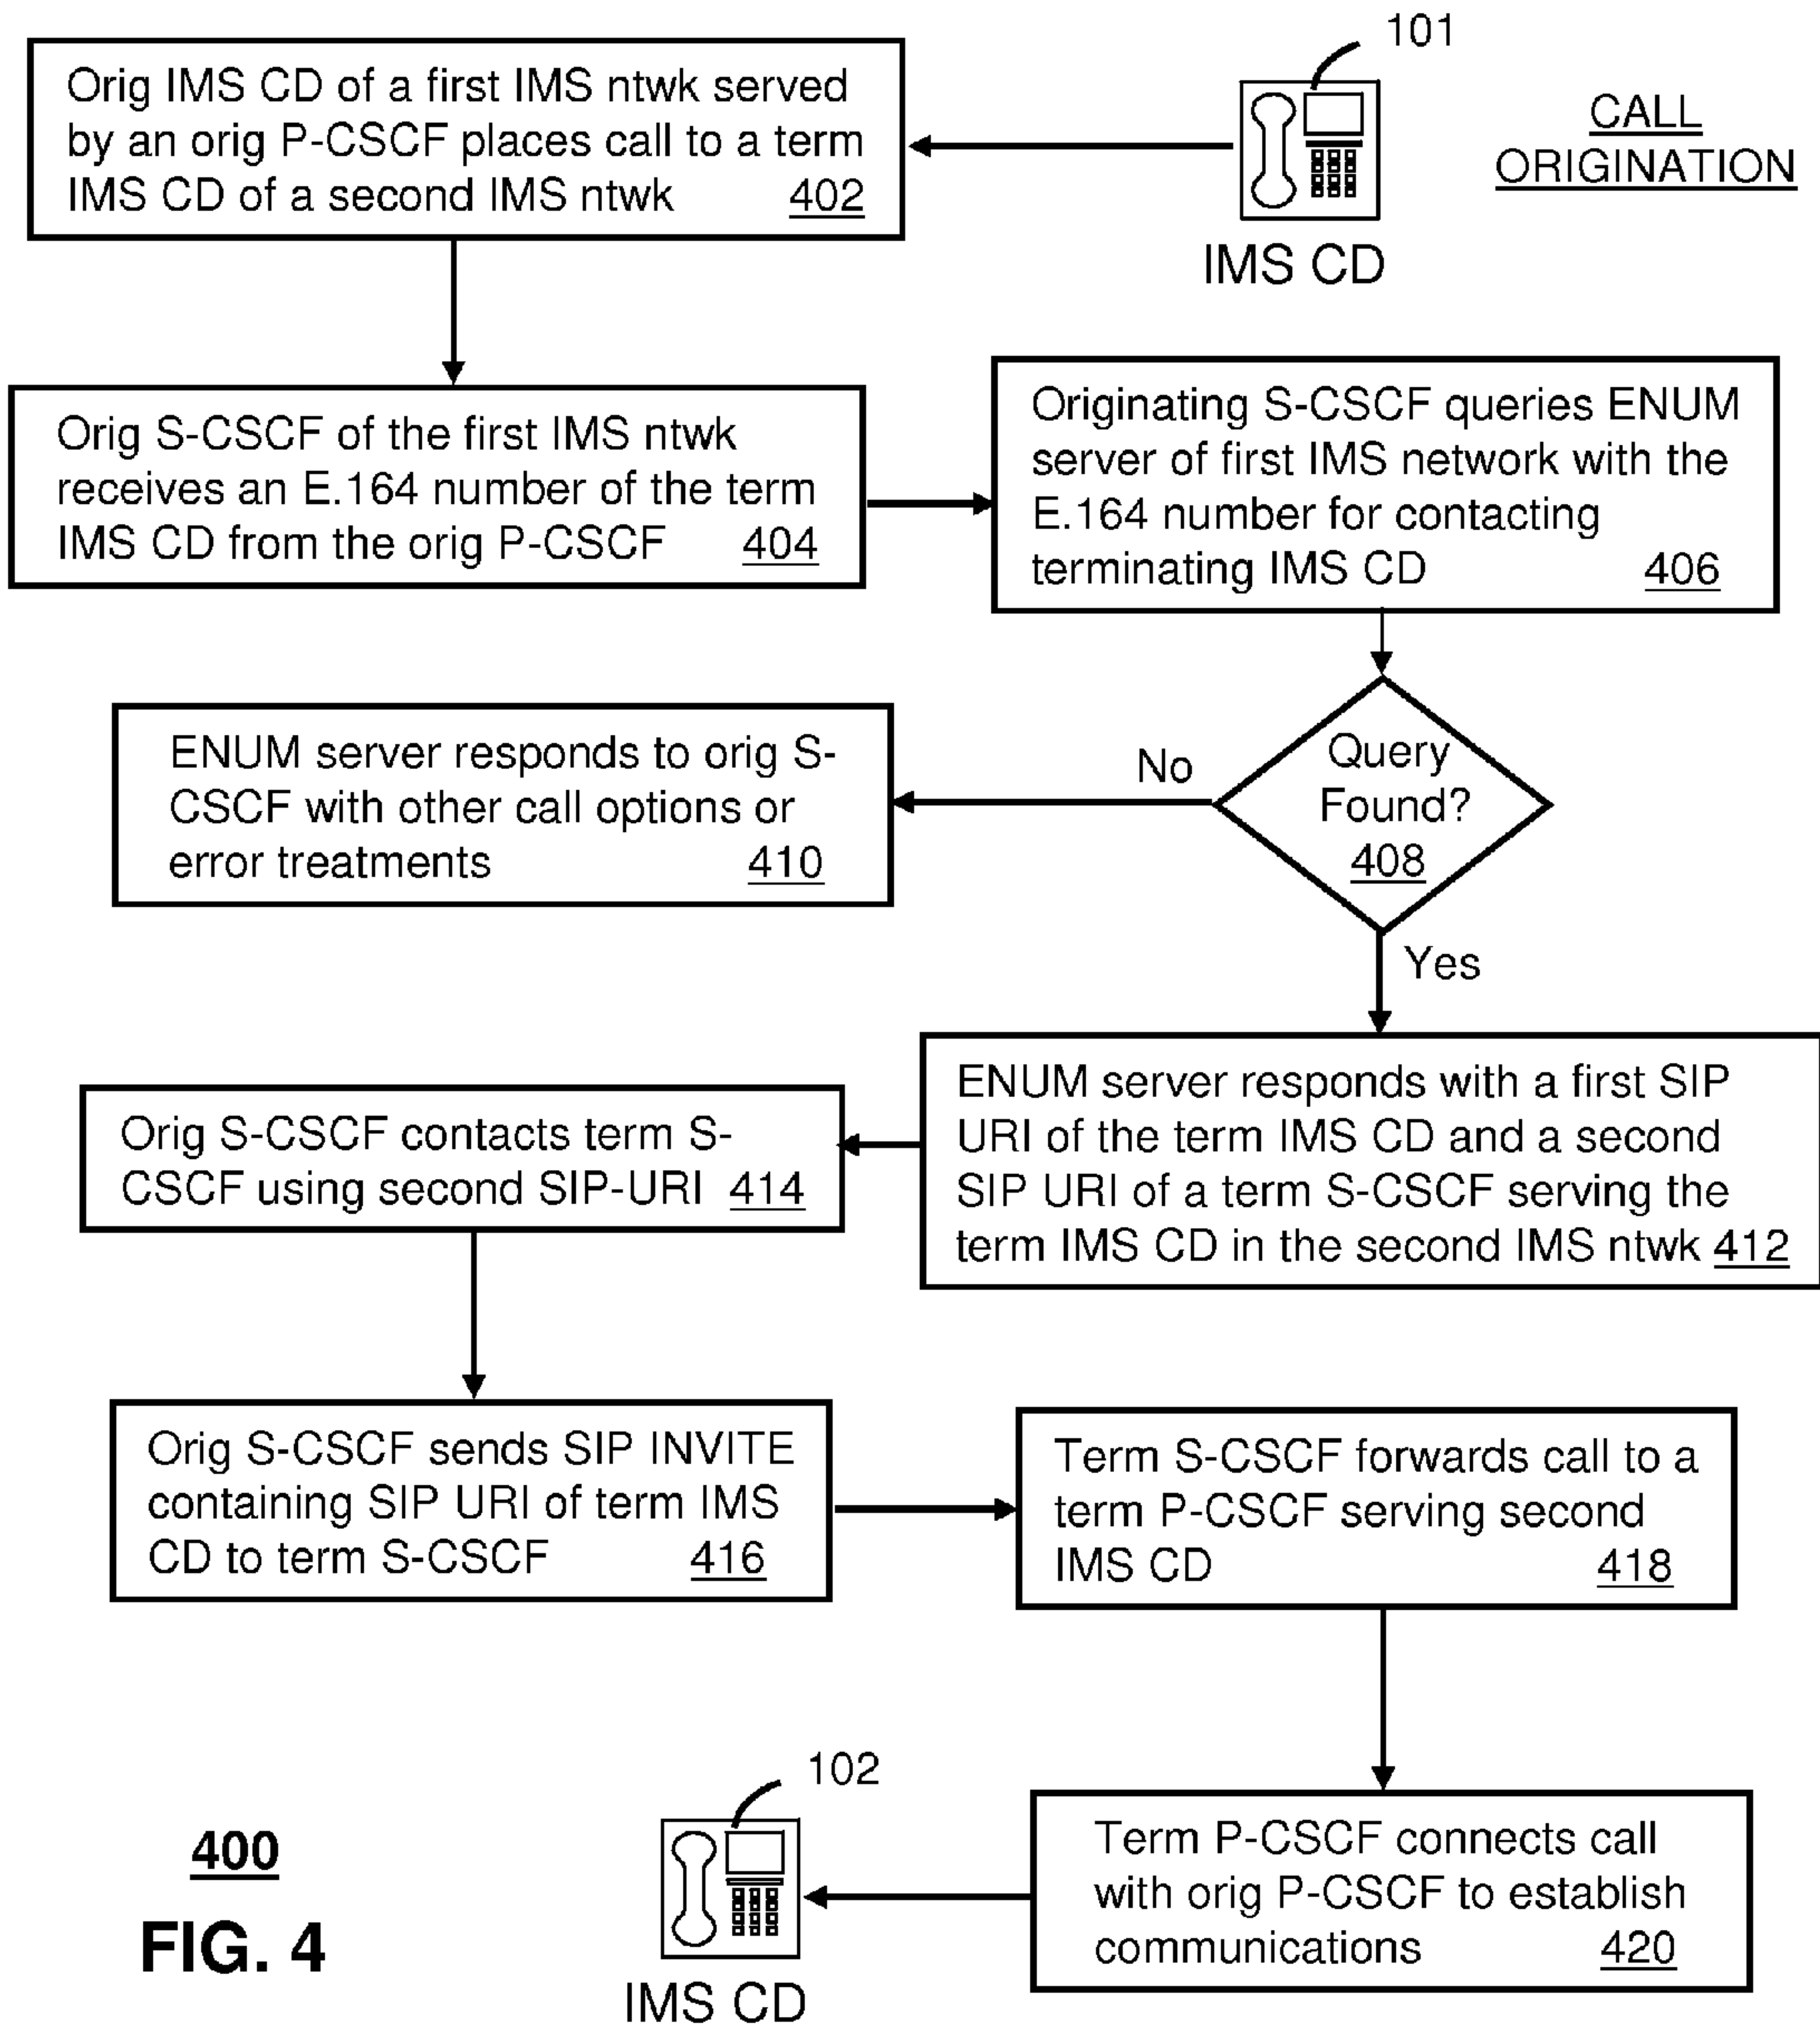 101
CALL
ORIGINATION
Orig IMS CD of a first IMS ntwk served
by an orig P-CSCF places call to a term
IMS CD of a second IMS ntwk 402
IMS CD
Orig S-CSCF of the first IMS ntwk
receives an E.164 number of the term
IMS CD from the orig P-CSCF 404
Originating S-CSCF queries ENUM
server of first IMS network with the
E.164 number for contacting
terminating IMS CD 406
Query
Found?
408
No
ENUM server responds to orig S-
CSCF with other call options or
error treatments 410
Yes
ENUM server responds with a first SIP
URI of the term IMS CD and a second
SIP URI of a term S-CSCF serving the
term IMS CD in the second IMS ntwk 412
Orig S-CSCF contacts term S-
CSCF using second SIP-URI 414
Orig S-CSCF sends SIP INVITE
containing SIP URI of term IMS
CD to term S-CSCF 416
Term S-CSCF forwards call to a
term P-CSCF serving second
IMS CD 418
Term P-CSCF connects call
with orig P-CSCF to establish
communications 420
102
IMS CD
400
FIG. 4